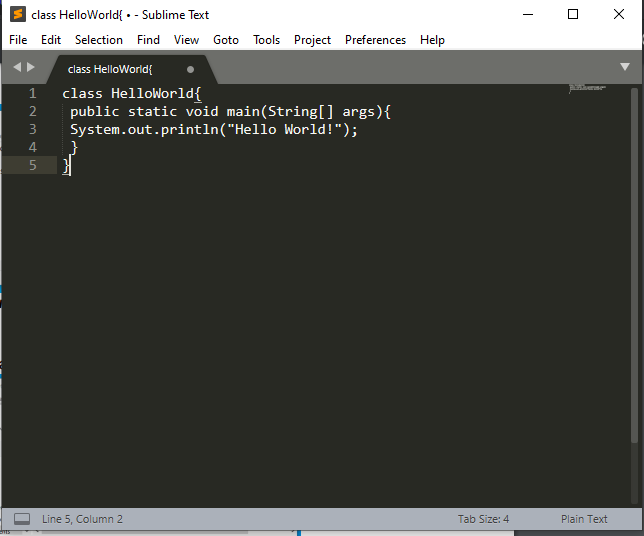 class HelloWorld{ • - Sublime Text
File Edit Selection Find View Goto Tools Project Preferences Help
class HelloWorld{
1 class HelloWorld{
2 public static void main(String[] args){
3 System.out.println("Hello World!");
4 }
5 }
Line 5, Column 2 Tab Size: 4 Plain Text